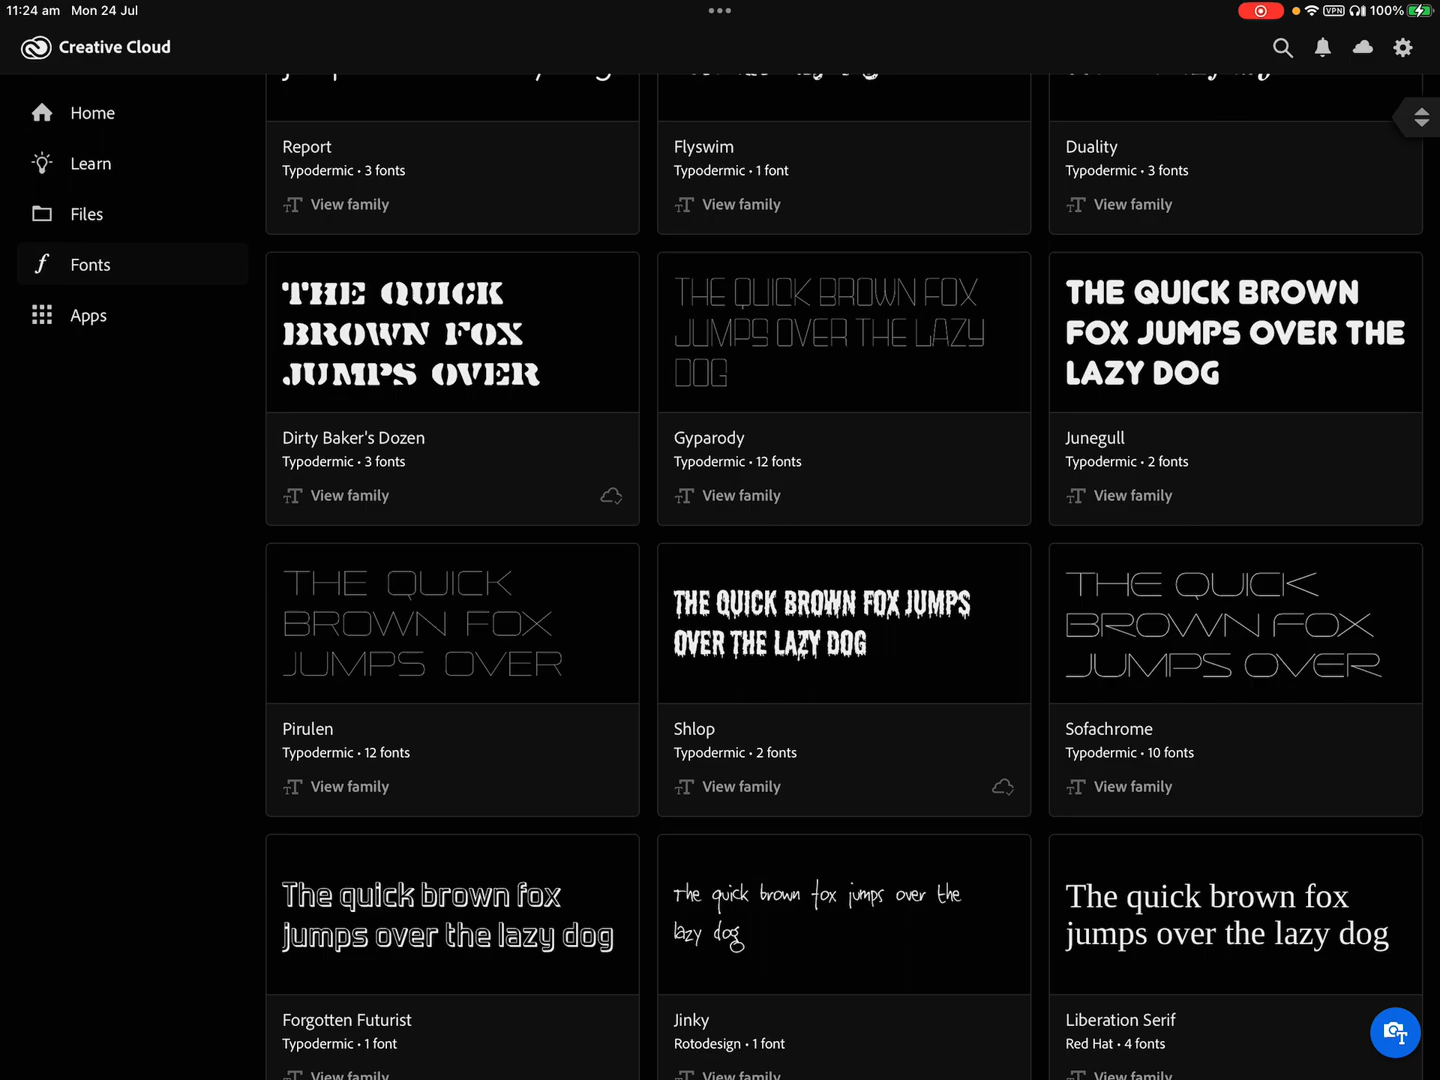 11:24 am Mon 24 Jul
VPN 100%
Creative Cloud
Home
Learn
Files
Fonts
Apps
Report
Typodermic • 3 fonts
View family
Flyswim
Typodermic • 1 font
View family
Duality
Typodermic • 3 fonts
View family
THE QUICK
BROWN FOX
JUMPS OVER
Dirty Baker's Dozen
Typodermic • 3 fonts
View family
THE QUICK BROWN FOX
JUMPS OVER THE LAZY
DOG
Gyparody
Typodermic • 12 fonts
View family
THE QUICK BROWN
FOX JUMPS OVER THE
LAZY DOG
Junegull
Typodermic • 2 fonts
View family
THE QUICK
BROWN FOX
JUMPS OVER
Pirulen
Typodermic • 12 fonts
View family
THE QUICK BROWN FOX JUMPS
OVER THE LAZY DOG
Shlop
Typodermic • 2 fonts
View family
THE QUICK
BROWN FOX
JUMPS OVER
Sofachrome
Typodermic • 10 fonts
View family
The quick brown fox
jumps over the lazy dog
Forgotten Futurist
Typodermic • 1 font
View family
The quick brown fox jumps over the
lazy dog
Jinky
Rotodesign • 1 font
View family
The quick brown fox
jumps over the lazy dog
Liberation Serif
Red Hat • 4 fonts
View family